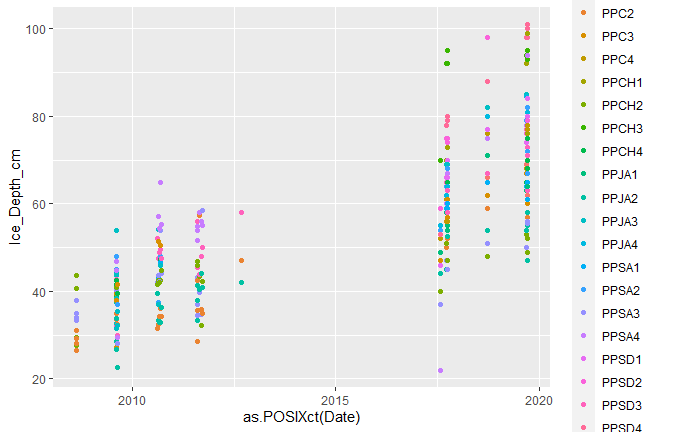 100
80
60
40
20
Ice_Depth_cm
2010
2015
2020
as.POSIXct(Date)
PPC2
PPC3
PPC4
PPCH1
PPCH2
PPCH3
PPCH4
PPJA1
PPJA2
PPJA3
PPJA4
PPSA1
PPSA2
PPSA3
PPSA4
PPSD1
PPSD2
PPSD3
PPSD4